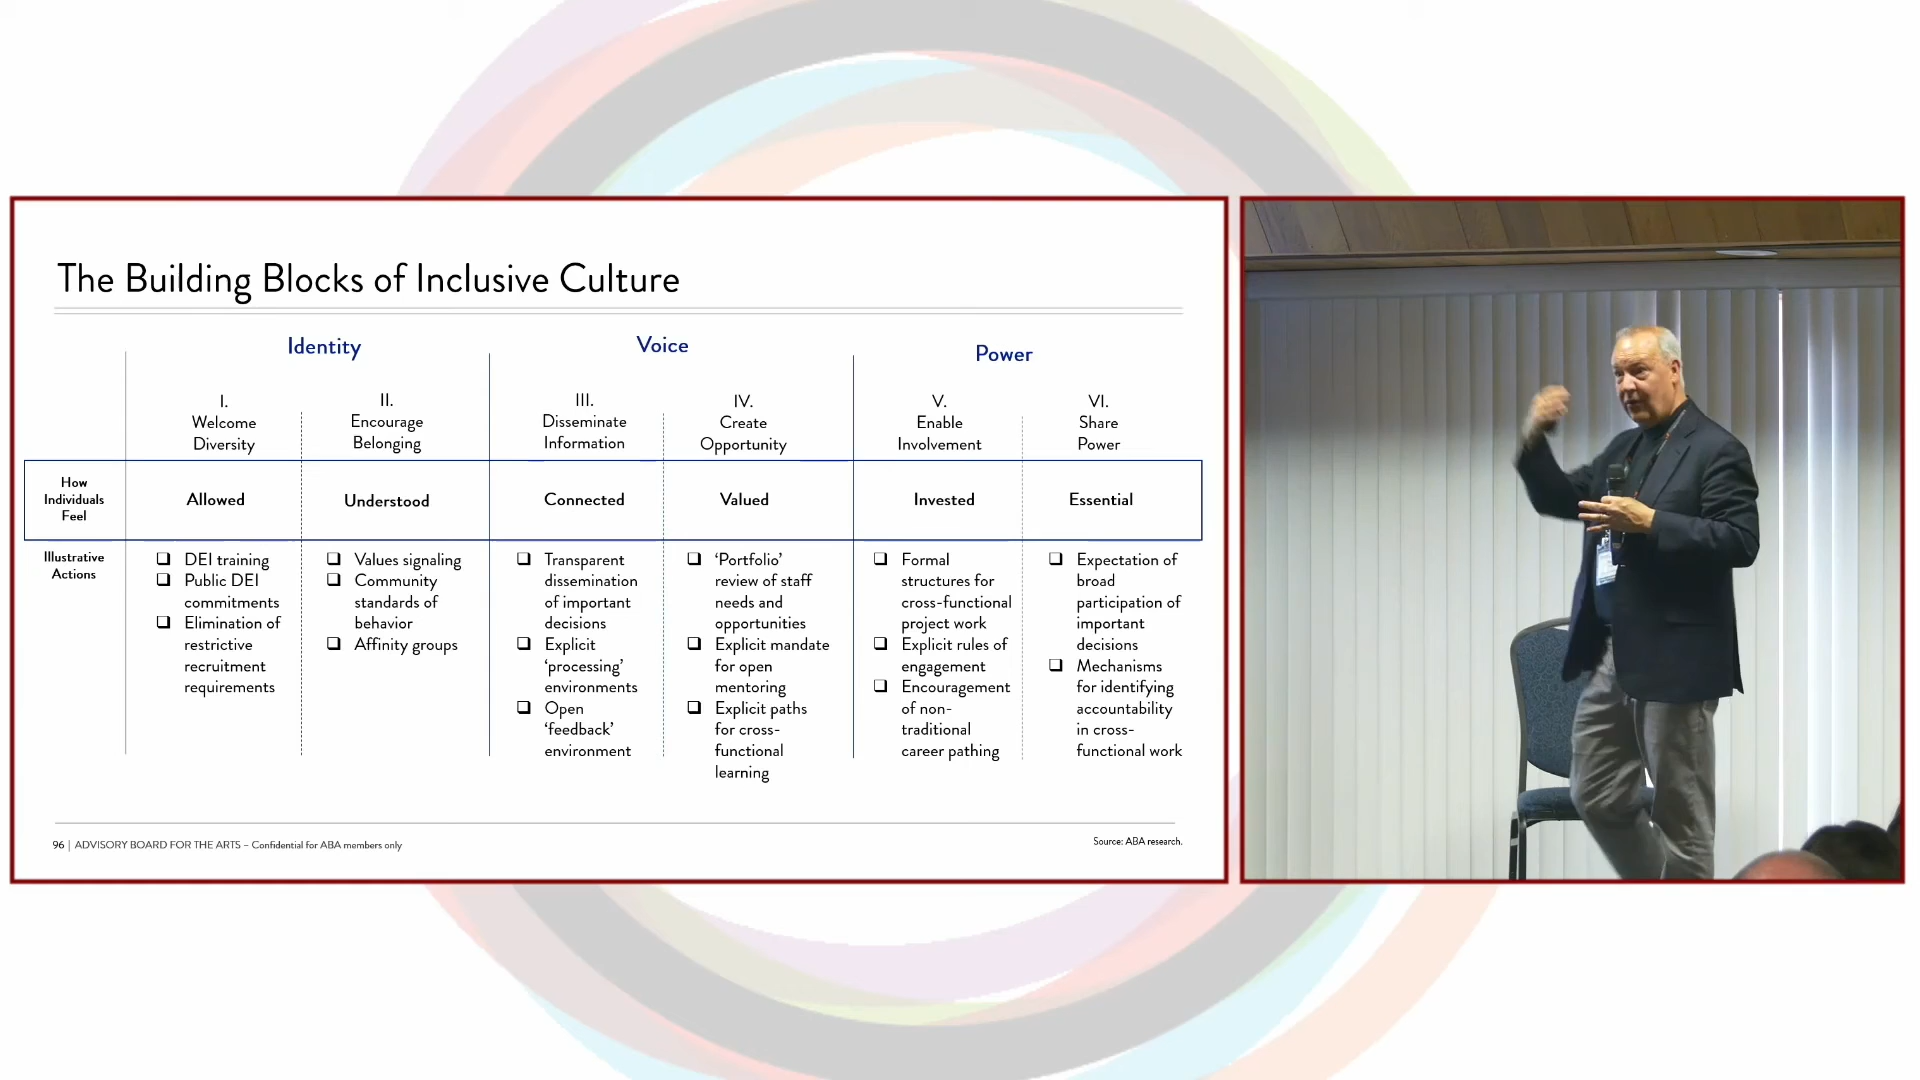 The Building Blocks of Inclusive Culture
Identity
Voice
Power
I.
Welcome
Diversity
II.
Encourage
Belonging
III.
Disseminate
Information
IV.
Create
Opportunity
V.
Enable
Involvement
VI.
Share
Power
How
Individuals
Feel
Allowed
Understood
Connected
Valued
Invested
Essential
Illustrative
Actions
❑ DEI training
❑ Public DEI
commitments
❑ Elimination of
restrictive
recruitment
requirements
❑ Values signaling
❑ Community
standards of
behavior
❑ Affinity groups
❑ Transparent
dissemination
of important
decisions
❑ Explicit
‘processing’
environments
❑ Open
‘feedback’
environment
❑ ‘Portfolio’
review of staff
needs and
opportunities
❑ Explicit mandate
for open
mentoring
❑ Explicit paths
for cross-
functional
learning
❑ Formal
structures for
cross-functional
project work
❑ Explicit rules of
engagement
❑ Encouragement
of non-
traditional
career pathing
❑ Expectation of
broad
participation of
important
decisions
❑ Mechanisms
for identifying
accountability
in cross-
functional work
96 | ADVISORY BOARD FOR THE ARTS – Confidential for ABA members only
Source: ABA research.